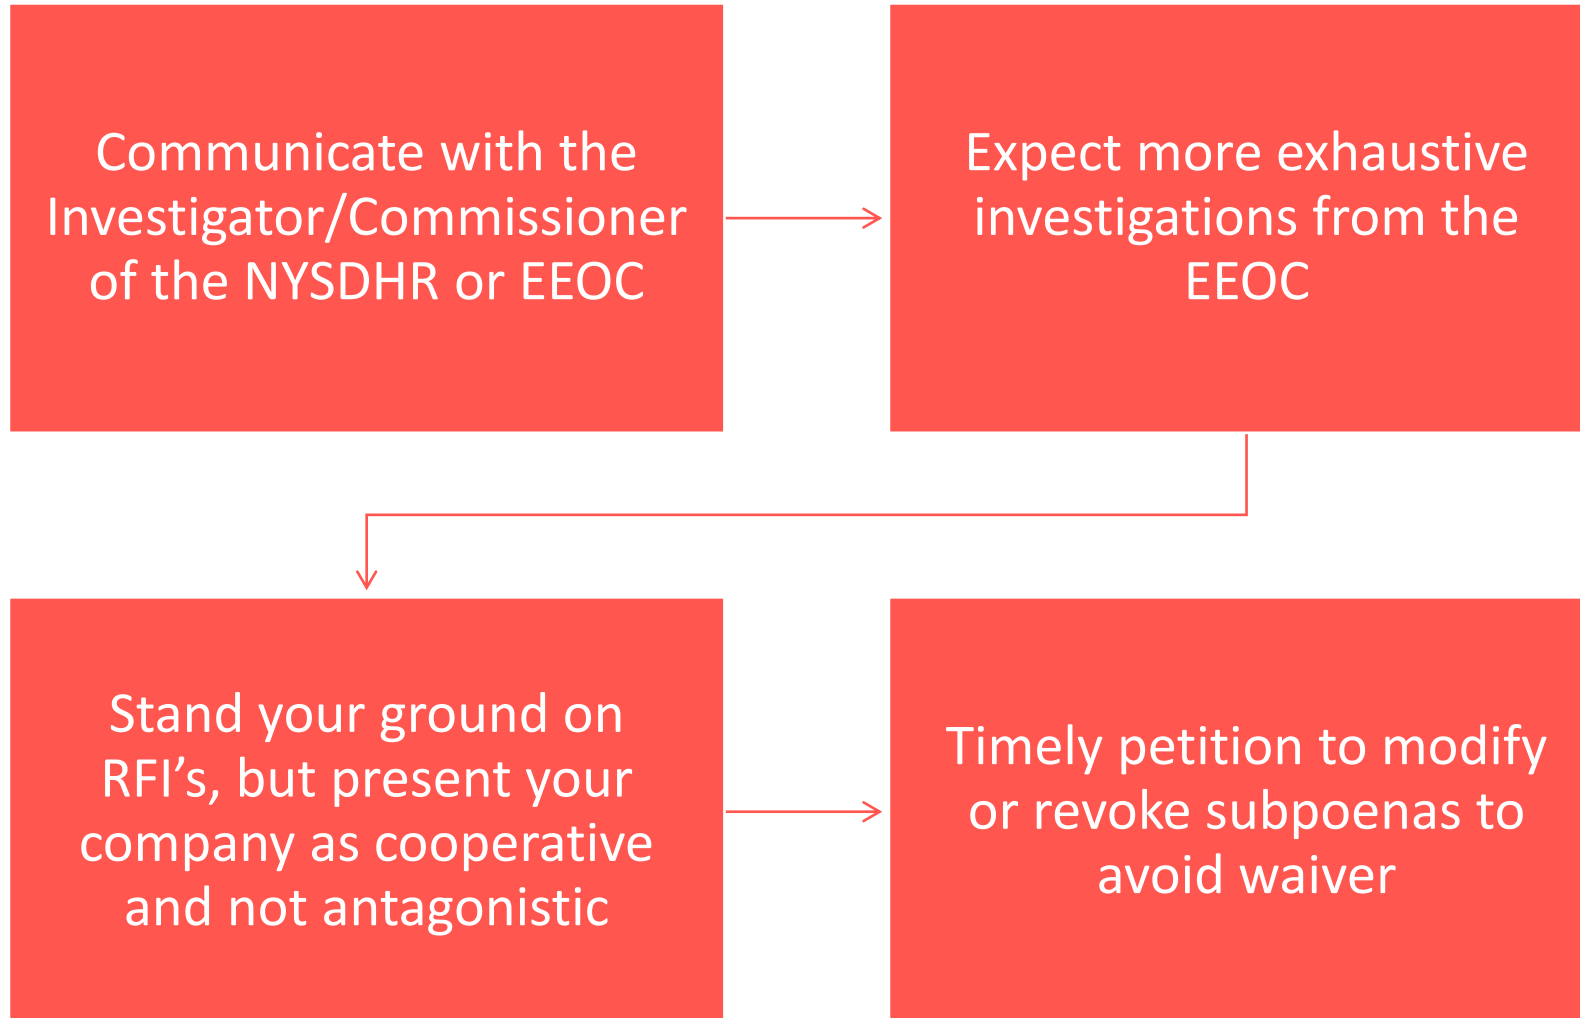 Communicate with the
Investigator/Commissioner
of the NYSDHR or EEOC
Expect more exhaustive
investigations from the
EEOC
Stand your ground on
RFI’s, but present your
company as cooperative
and not antagonistic
Timely petition to modify
or revoke subpoenas to
avoid waiver